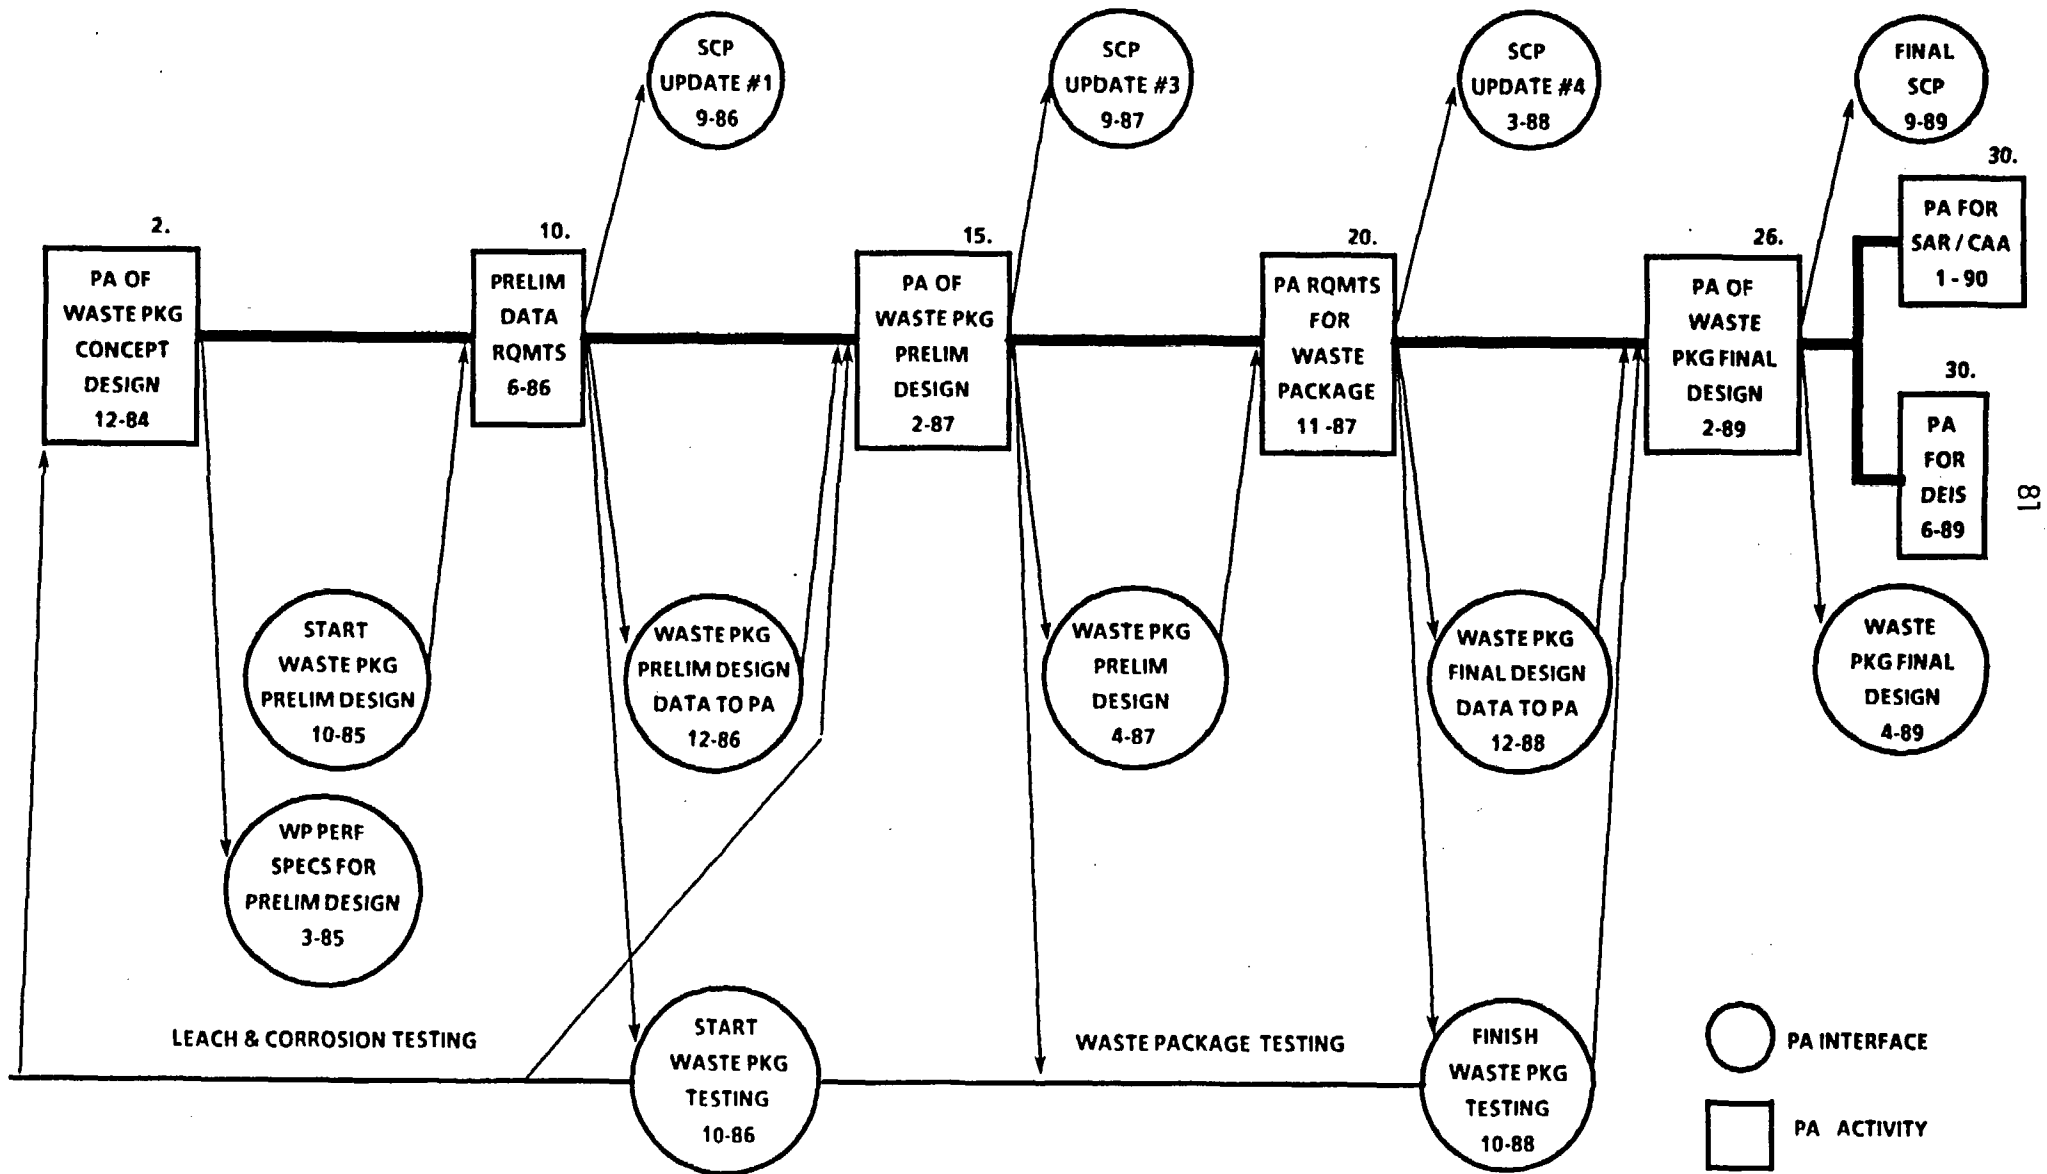 SCP
UPDATE #1
9-86
SCP
UPDATE #3
9-87
SCP
UPDATE #4
3-88
FINAL
SCP
9-89
2.
PA OF
WASTE PKG
CONCEPT
DESIGN
12-84
10.
PRELIM
DATA
RQMTS
6-86
15.
PA OF
WASTE PKG
PRELIM
DESIGN
2-87
20.
PA RQMTS
FOR
WASTE
PACKAGE
11-87
26.
PA OF
WASTE
PKG FINAL
DESIGN
2-89
30.
PA FOR
SAR / CAA
1 - 90
30.
PA
FOR
DEIS
6-89
81
START
WASTE PKG
PRELIM DESIGN
10-85
WASTE PKG
PRELIM DESIGN
DATA TO PA
12-86
WASTE PKG
PRELIM
DESIGN
4-87
WASTE PKG
FINAL DESIGN
DATA TO PA
12-88
WASTE
PKG FINAL
DESIGN
4-89
WP PERF
SPECS FOR
PRELIM DESIGN
3-85
LEACH & CORROSION TESTING
START
WASTE PKG
TESTING
10-86
WASTE PACKAGE TESTING
FINISH
WASTE PKG
TESTING
10-88
PA INTERFACE
PA ACTIVITY